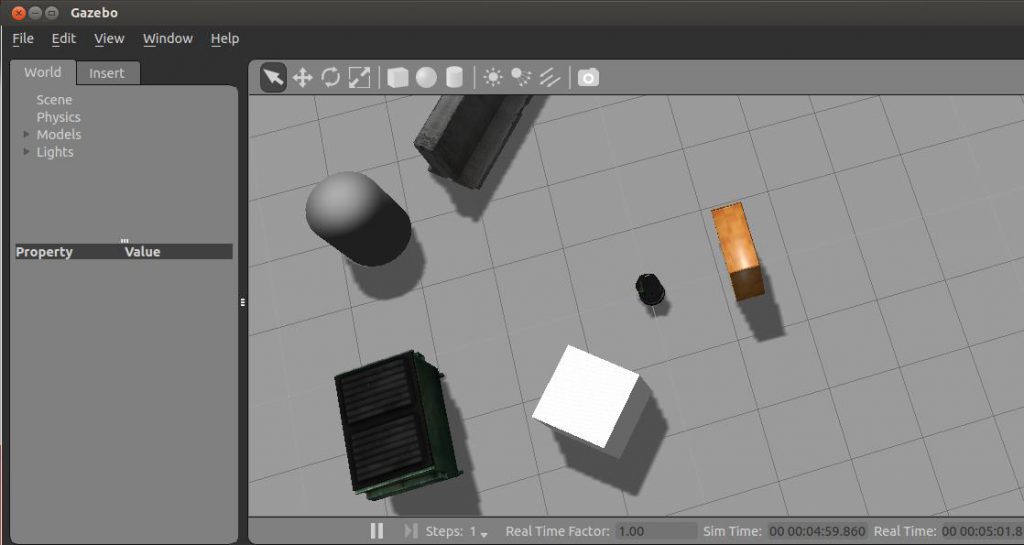 Gazebo
File Edit View Window Help
World Insert
Scene
Physics
Models
Lights
Property Value
Steps: 1 Real Time Factor: 1.00 Sim Time: 00 00:04:59.860 Real Time: 00 00:05:01.8